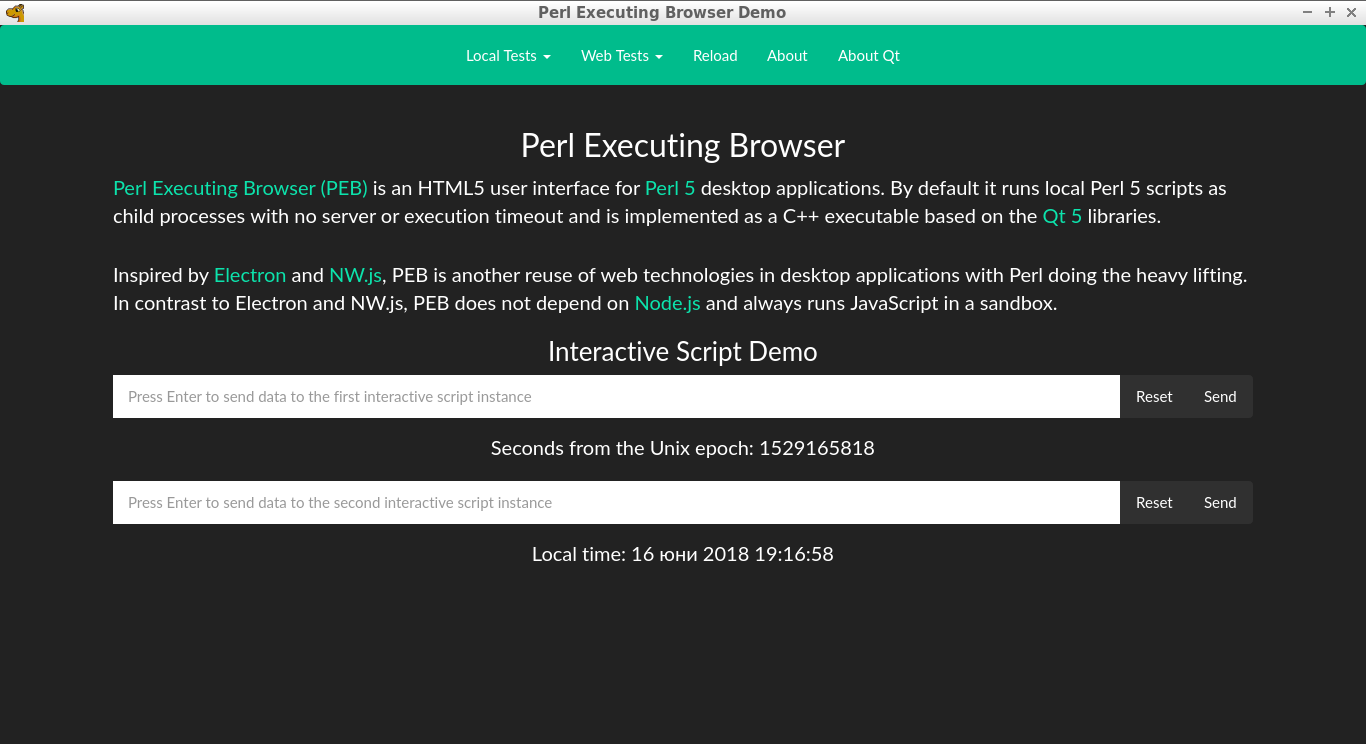 Perl Executing Browser Demo
Local Tests Web Tests Reload About About Qt
Perl Executing Browser
Perl Executing Browser (PEB) is an HTML5 user interface for Perl 5 desktop applications. By default it runs local Perl 5 scripts as
child processes with no server or execution timeout and is implemented as a C++ executable based on the Qt 5 libraries.
Inspired by Electron and NW.js, PEB is another reuse of web technologies in desktop applications with Perl doing the heavy lifting.
In contrast to Electron and NW.js, PEB does not depend on Node.js and always runs JavaScript in a sandbox.
Interactive Script Demo
Press Enter to send data to the first interactive script instance Reset Send
Seconds from the Unix epoch: 1529165818
Press Enter to send data to the second interactive script instance Reset Send
Local time: 16 юни 2018 19:16:58